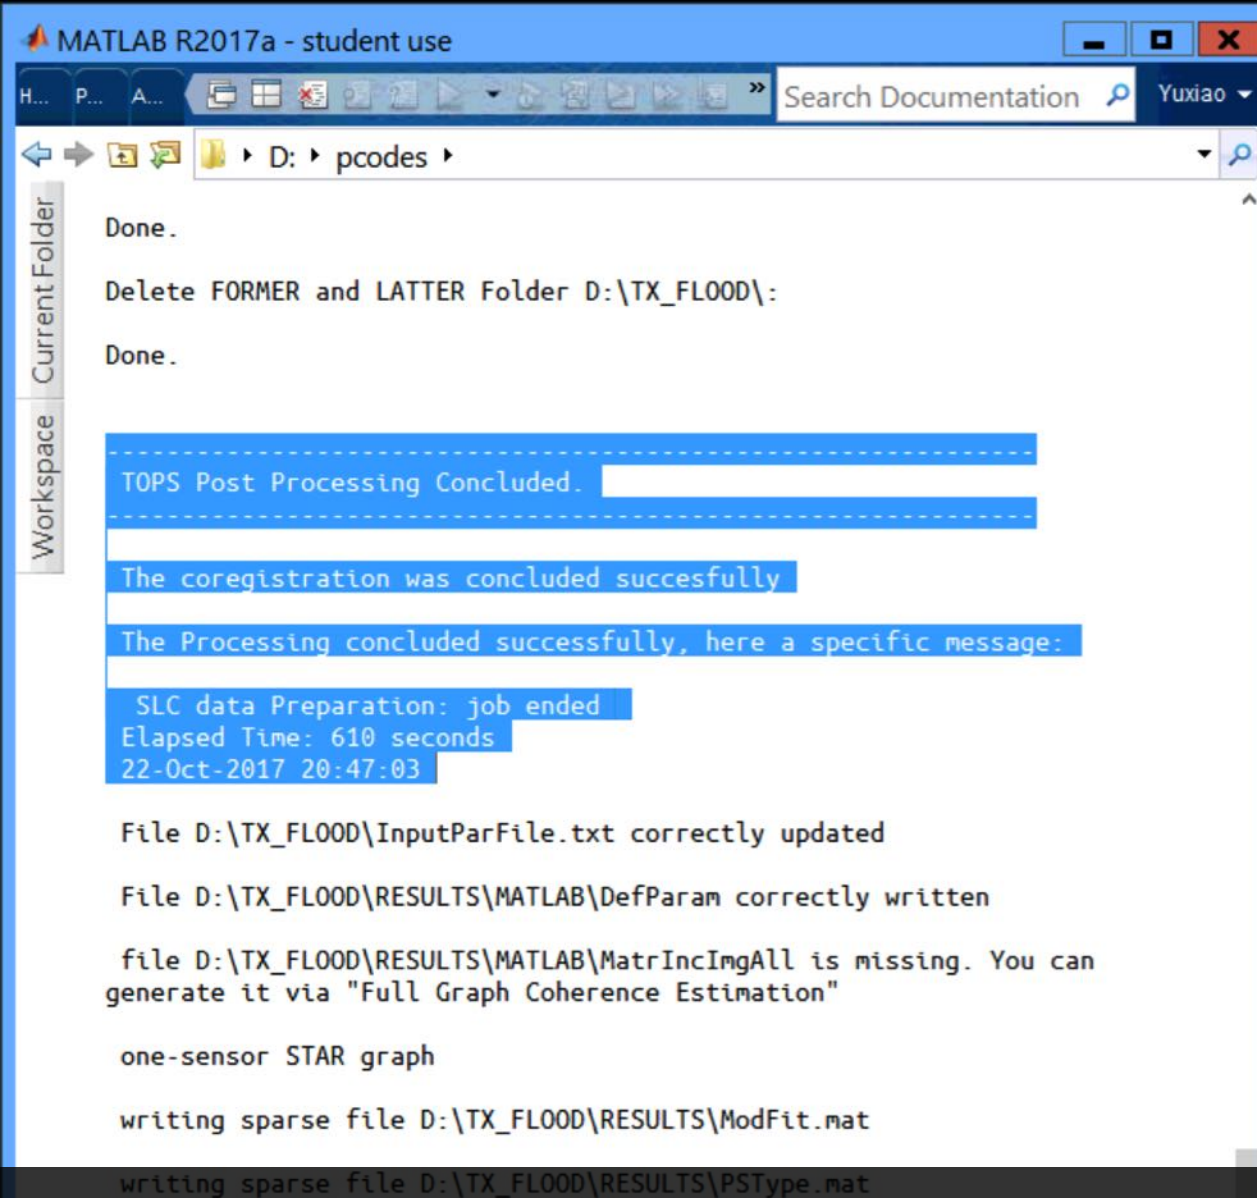 MATLAB R2017a - student use
H... P... A... » Search Documentation Yuxiao
D: pcodes
Current Folder
Workspace
Done.
Delete FORMER and LATTER Folder D:\TX_FLOOD\:
Done.
--------------------------------------------------------------
TOPS Post Processing Concluded.
--------------------------------------------------------------
The coregistration was concluded succesfully
The Processing concluded successfully, here a specific message:
SLC data Preparation: job ended
Elapsed Time: 610 seconds
22-Oct-2017 20:47:03
File D:\TX_FLOOD\InputParFile.txt correctly updated
File D:\TX_FLOOD\RESULTS\MATLAB\DefParam correctly written
file D:\TX_FLOOD\RESULTS\MATLAB\MatrIncImgAll is missing. You can
generate it via "Full Graph Coherence Estimation"
one-sensor STAR graph
writing sparse file D:\TX_FLOOD\RESULTS\ModFit.mat
writing sparse file D:\TX_FLOOD\RESULTS\PSType.mat